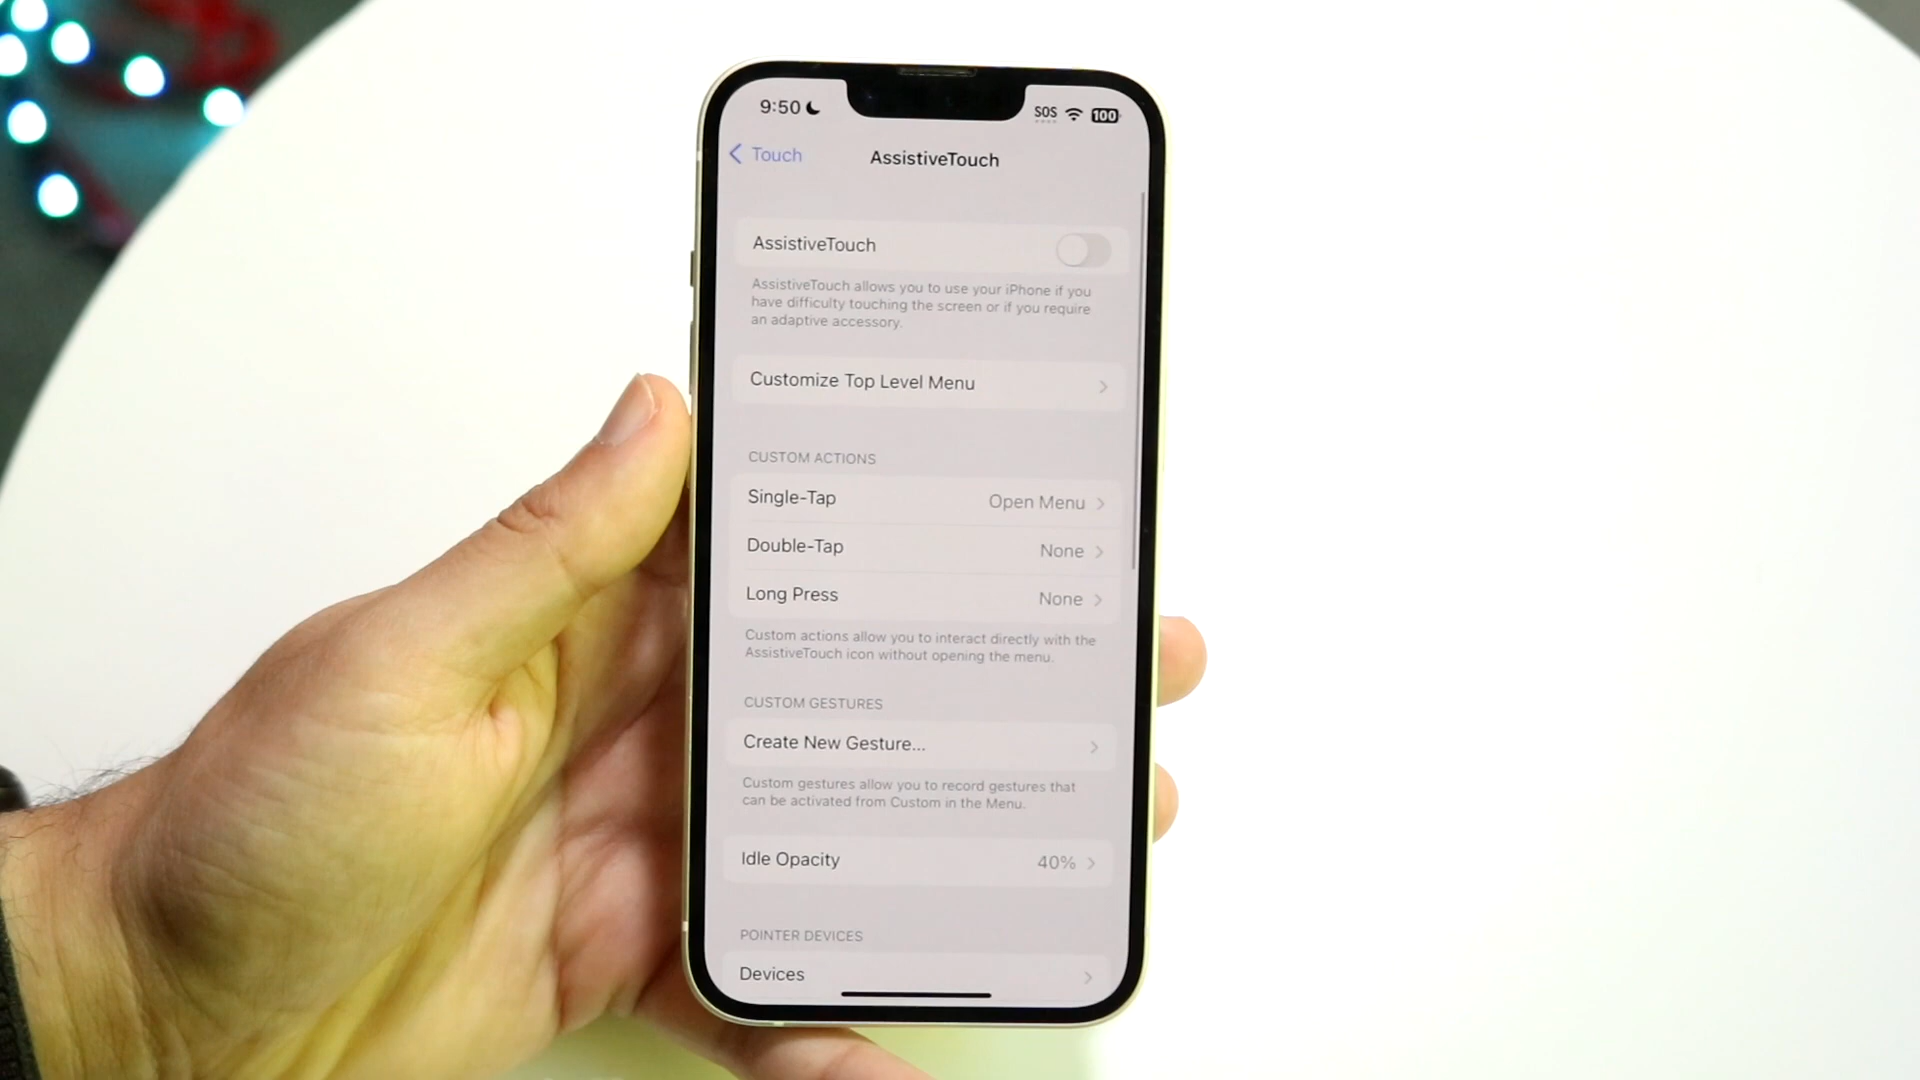 9:50
SOS 100
Touch
AssistiveTouch
AssistiveTouch
AssistiveTouch allows you to use your iPhone if you
have difficulty touching the screen or if you require
an adaptive accessory.
Customize Top Level Menu
CUSTOM ACTIONS
Single-Tap Open Menu
Double-Tap None
Long Press None
Custom actions allow you to interact directly with the
AssistiveTouch icon without opening the menu.
CUSTOM GESTURES
Create New Gesture...
Custom gestures allow you to record gestures that
can be activated from Custom in the Menu.
Idle Opacity 40%
POINTER DEVICES
Devices